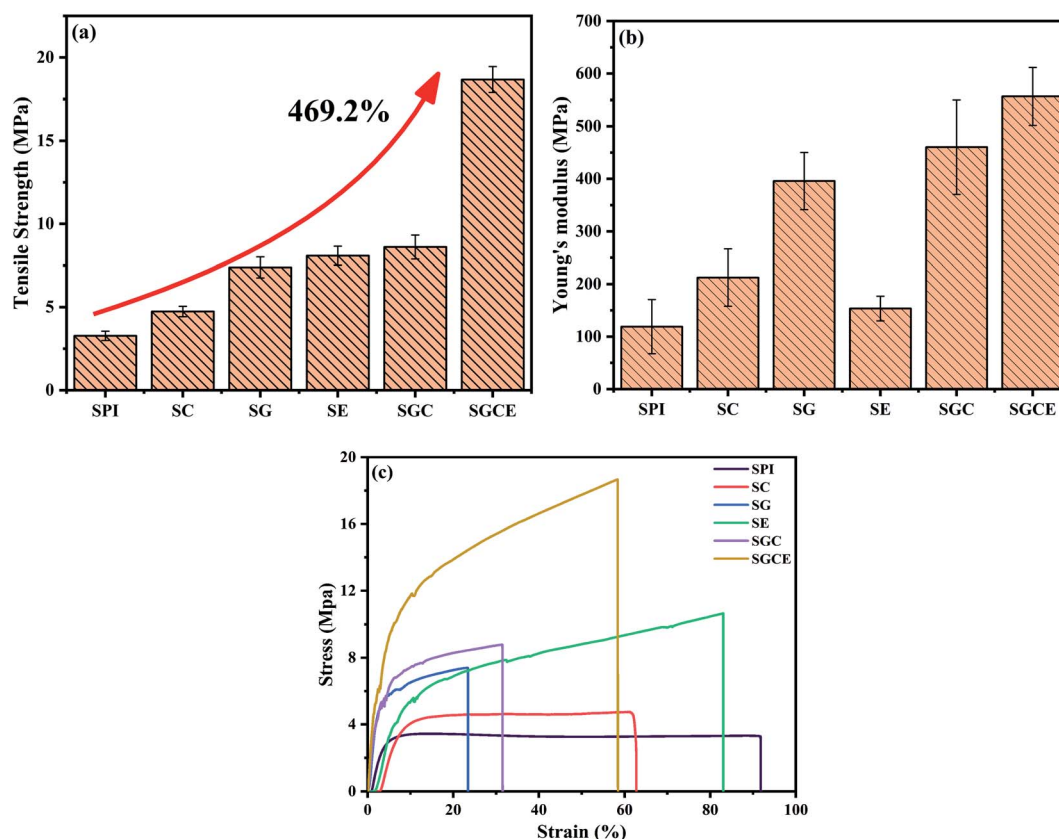 (a)
469.2%
Tensile Strength (MPa)
20
15
10
5
0
SPI SC SG SE SGC SGCE
(b)
Young's modulus (MPa)
700
600
500
400
300
200
100
0
SPI SC SG SE SGC SGCE
(c)
Stress (Mpa)
20
16
12
8
4
0
SPI
SC
SG
SE
SGC
SGCE
0 20 40 60 80 100
Strain (%)